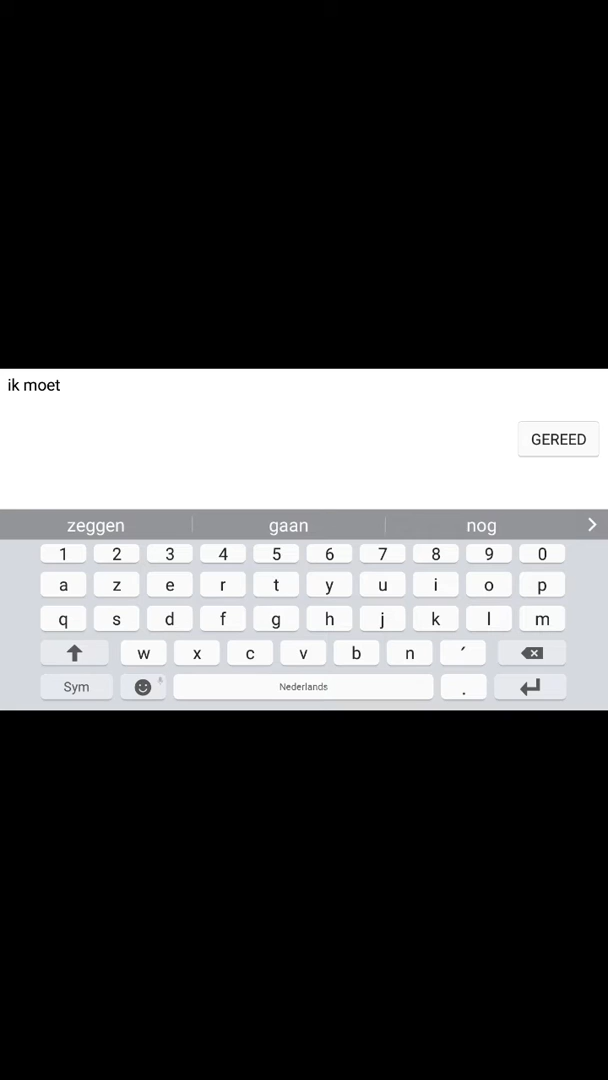 ik moet
GEREED
zeggen gaan nog
1 2 3 4 5 6 7 8 9 0
a z e r t y u i o p
q s d f g h j k l m
w x c v b n ´
Sym Nederlands .